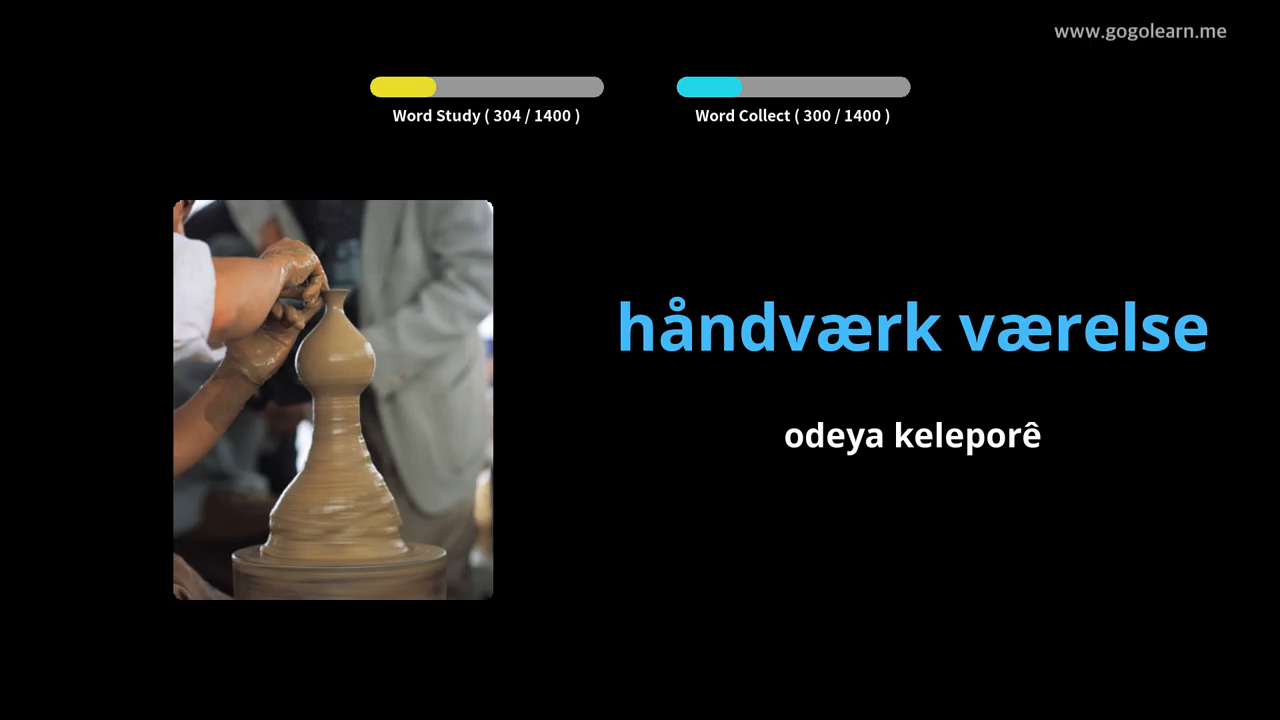 www.gogolearn.me
Word Study ( 304 / 1400 )
Word Collect ( 300 / 1400 )
håndværk værelse
odeya keleporê